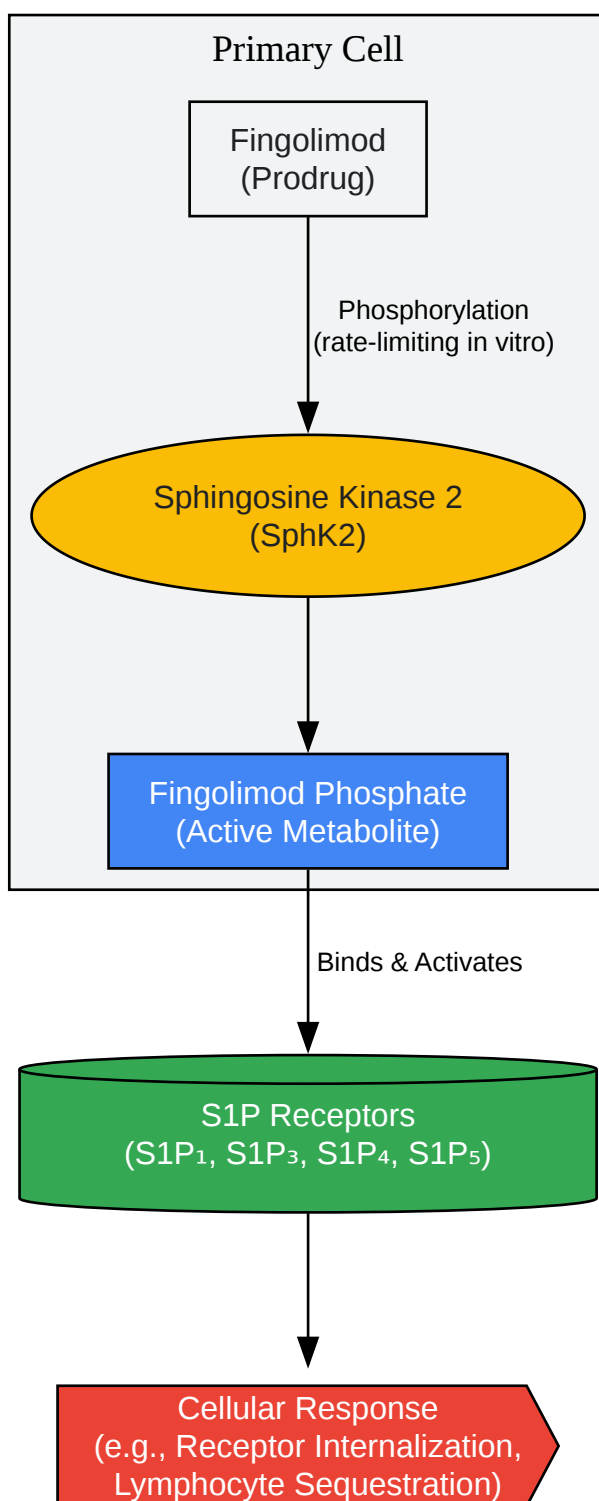 Primary Cell
Fingolimod
(Prodrug)
Phosphorylation
(rate-limiting in vitro)
Sphingosine Kinase 2
(SphK2)
Fingolimod Phosphate
(Active Metabolite)
Binds & Activates
S1P Receptors
(S1P₁, S1P₃, S1P₄, S1P₅)
Cellular Response
(e.g., Receptor Internalization,
Lymphocyte Sequestration)